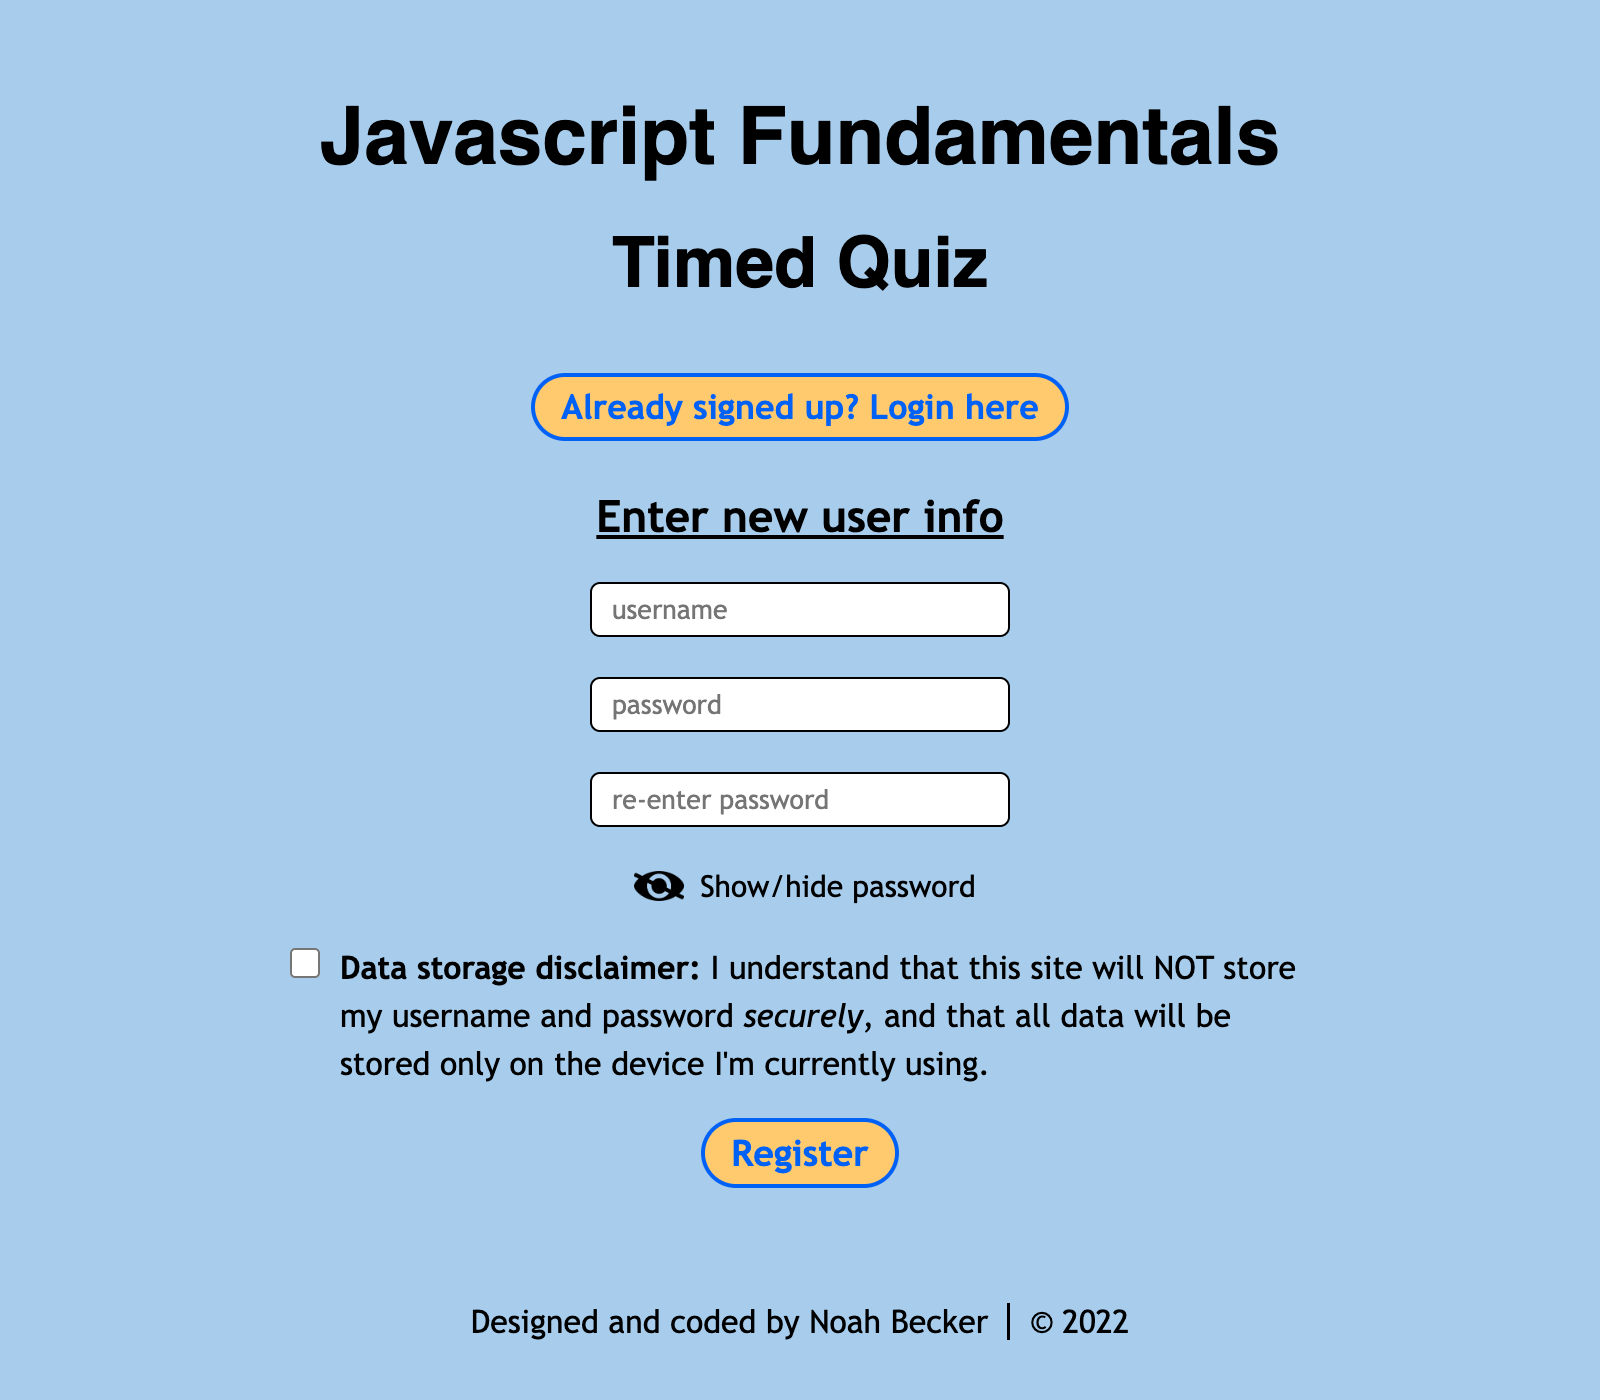 Javascript Fundamentals
Timed Quiz
Already signed up? Login here
Enter new user info
username
password
re-enter password
Show/hide password
Data storage disclaimer: I understand that this site will NOT store
my username and password securely, and that all data will be
stored only on the device I'm currently using.
Register
Designed and coded by Noah Becker | © 2022